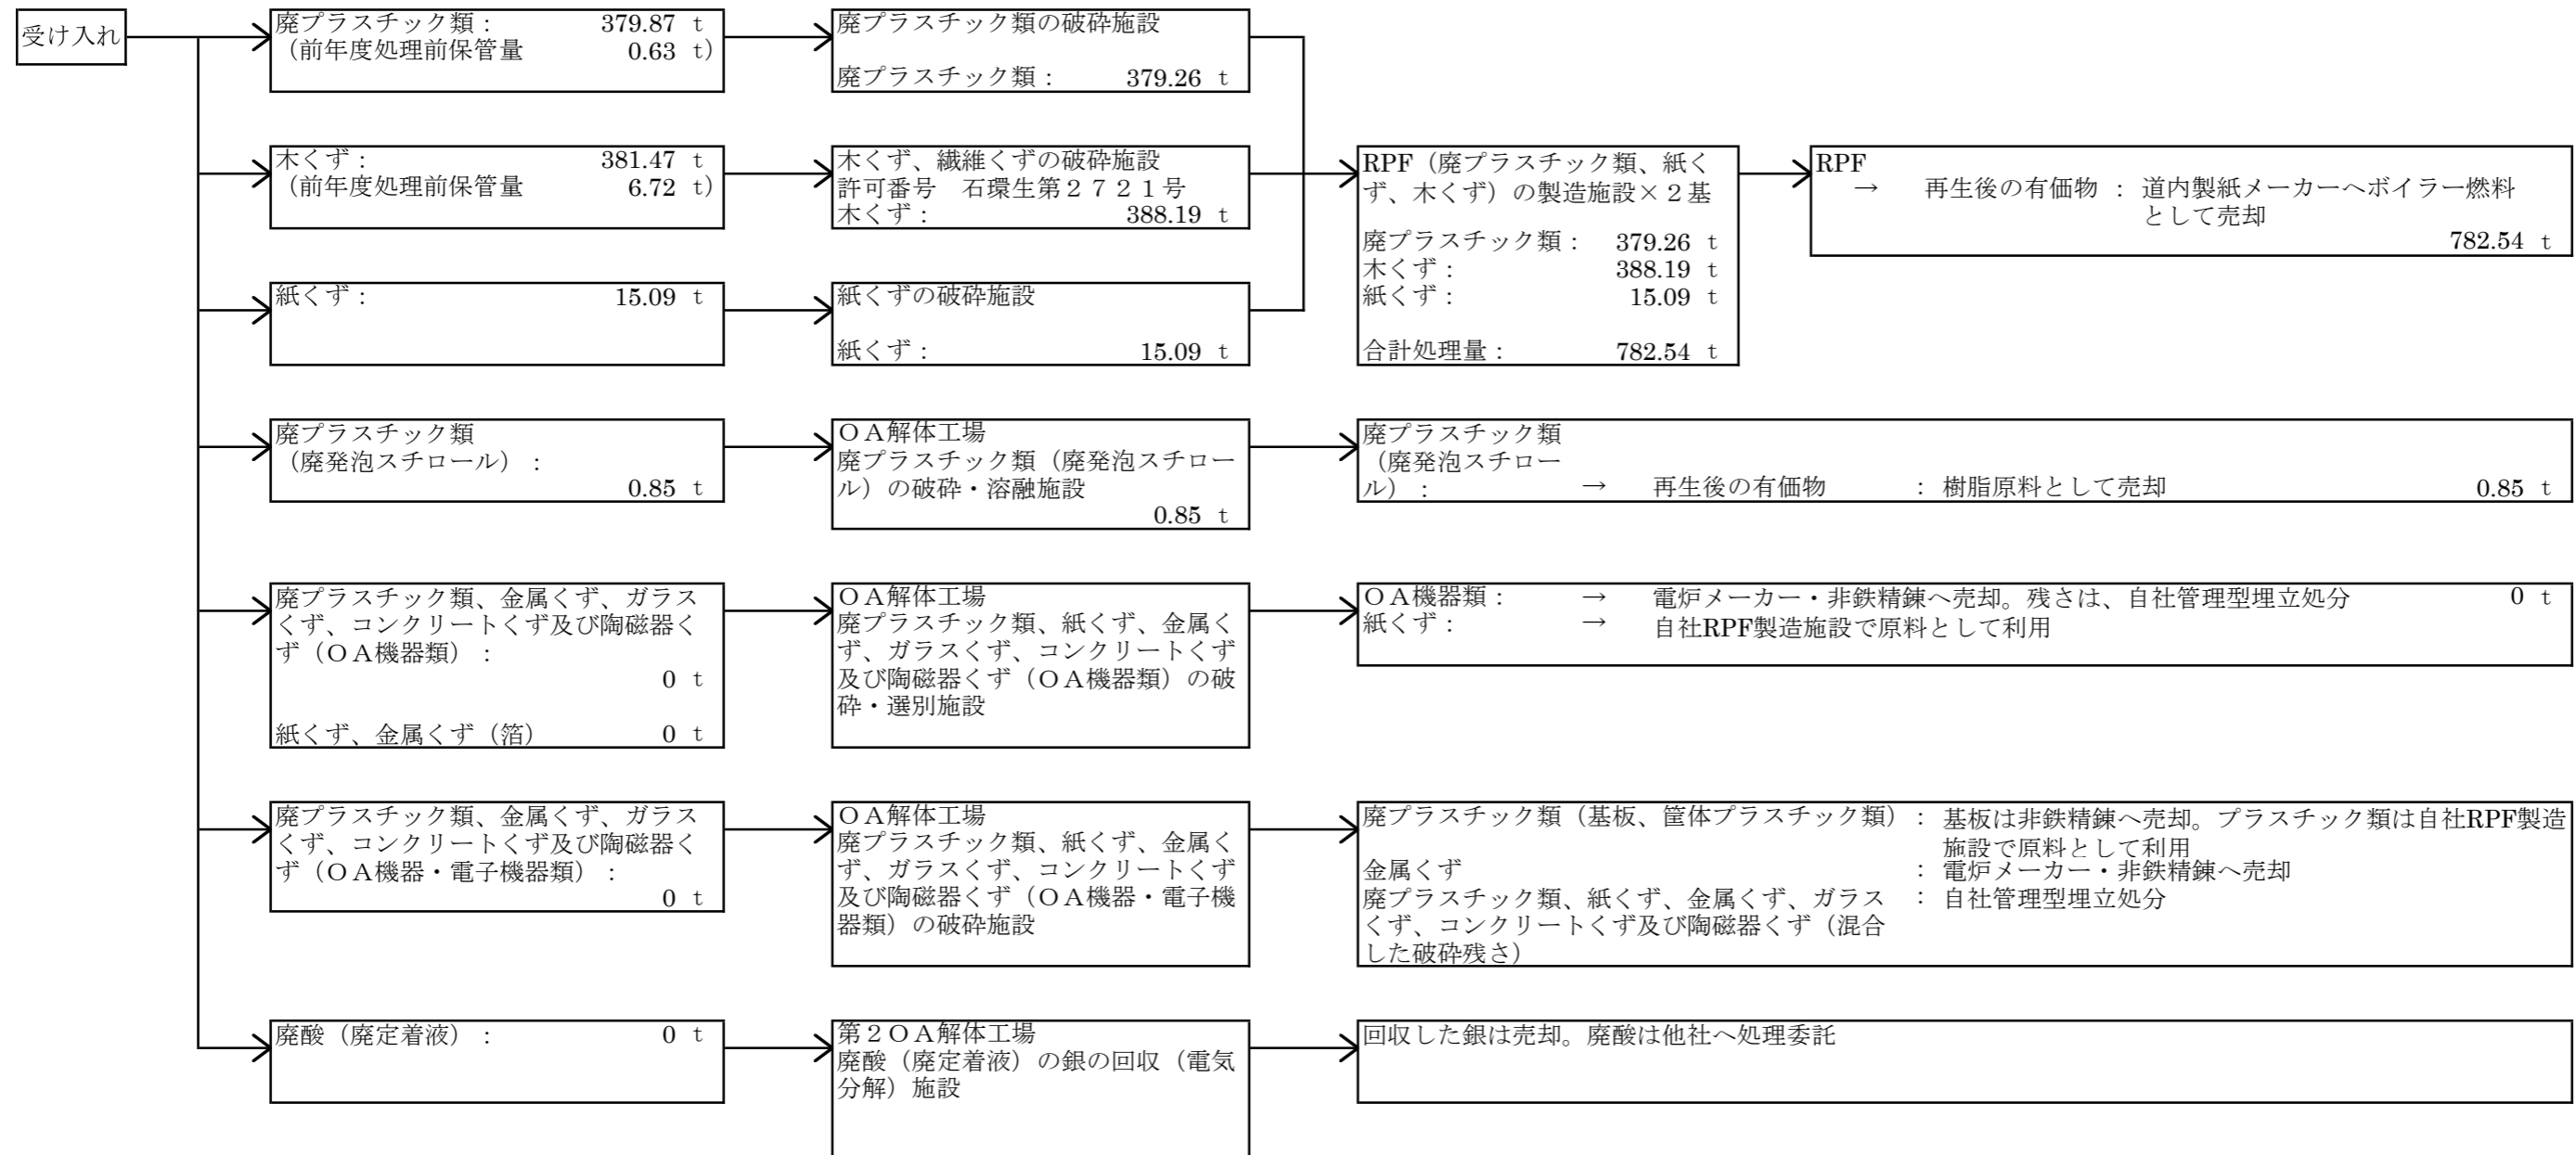 受け入れ
廃プラスチック類： 379.87 t
（前年度処理前保管量 0.63 t）
廃プラスチック類の破砕施設
廃プラスチック類： 379.26 t
木くず： 381.47 t
（前年度処理前保管量 6.72 t）
木くず、繊維くずの破砕施設
許可番号　石環生第２７２１号
木くず： 388.19 t
紙くず： 15.09 t
紙くずの破砕施設
紙くず： 15.09 t
RPF（廃プラスチック類、紙く
ず、木くず）の製造施設×２基
廃プラスチック類： 379.26 t
木くず： 388.19 t
紙くず： 15.09 t
合計処理量： 782.54 t
RPF
→ 再生後の有価物 ： 道内製紙メーカーへボイラー燃料
として売却
782.54 t
廃プラスチック類
（廃発泡スチロール）：
0.85 t
ＯＡ解体工場
廃プラスチック類（廃発泡スチロー
ル）の破砕・溶融施設
0.85 t
廃プラスチック類
（廃発泡スチロー
ル）： → 再生後の有価物 ： 樹脂原料として売却 0.85 t
廃プラスチック類、金属くず、ガラス
くず、コンクリートくず及び陶磁器く
ず（ＯＡ機器類）：
0 t
紙くず、金属くず（箔） 0 t
ＯＡ解体工場
廃プラスチック類、紙くず、金属く
ず、ガラスくず、コンクリートくず
及び陶磁器くず（ＯＡ機器類）の破
砕・選別施設
ＯＡ機器類： → 電炉メーカー・非鉄精錬へ売却。残さは、自社管理型埋立処分 0 t
紙くず： → 自社RPF製造施設で原料として利用
廃プラスチック類、金属くず、ガラス
くず、コンクリートくず及び陶磁器く
ず（ＯＡ機器・電子機器類）：
0 t
ＯＡ解体工場
廃プラスチック類、紙くず、金属く
ず、ガラスくず、コンクリートくず
及び陶磁器くず（ＯＡ機器・電子機
器類）の破砕施設
廃プラスチック類（基板、筐体プラスチック類）： 基板は非鉄精錬へ売却。プラスチック類は自社RPF製造
施設で原料として利用
金属くず ： 電炉メーカー・非鉄精錬へ売却
廃プラスチック類、紙くず、金属くず、ガラス ： 自社管理型埋立処分
くず、コンクリートくず及び陶磁器くず（混合
した破砕残さ）
廃酸（廃定着液）： 0 t
第２ＯＡ解体工場
廃酸（廃定着液）の銀の回収（電気
分解）施設
回収した銀は売却。廃酸は他社へ処理委託